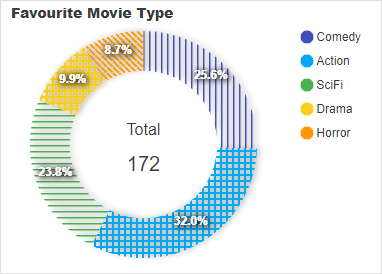 Favourite Movie Type
Comedy
Action
SciFi
Drama
Horror
8.7%
25.6%
9.9%
23.8%
32.0%
Total
172